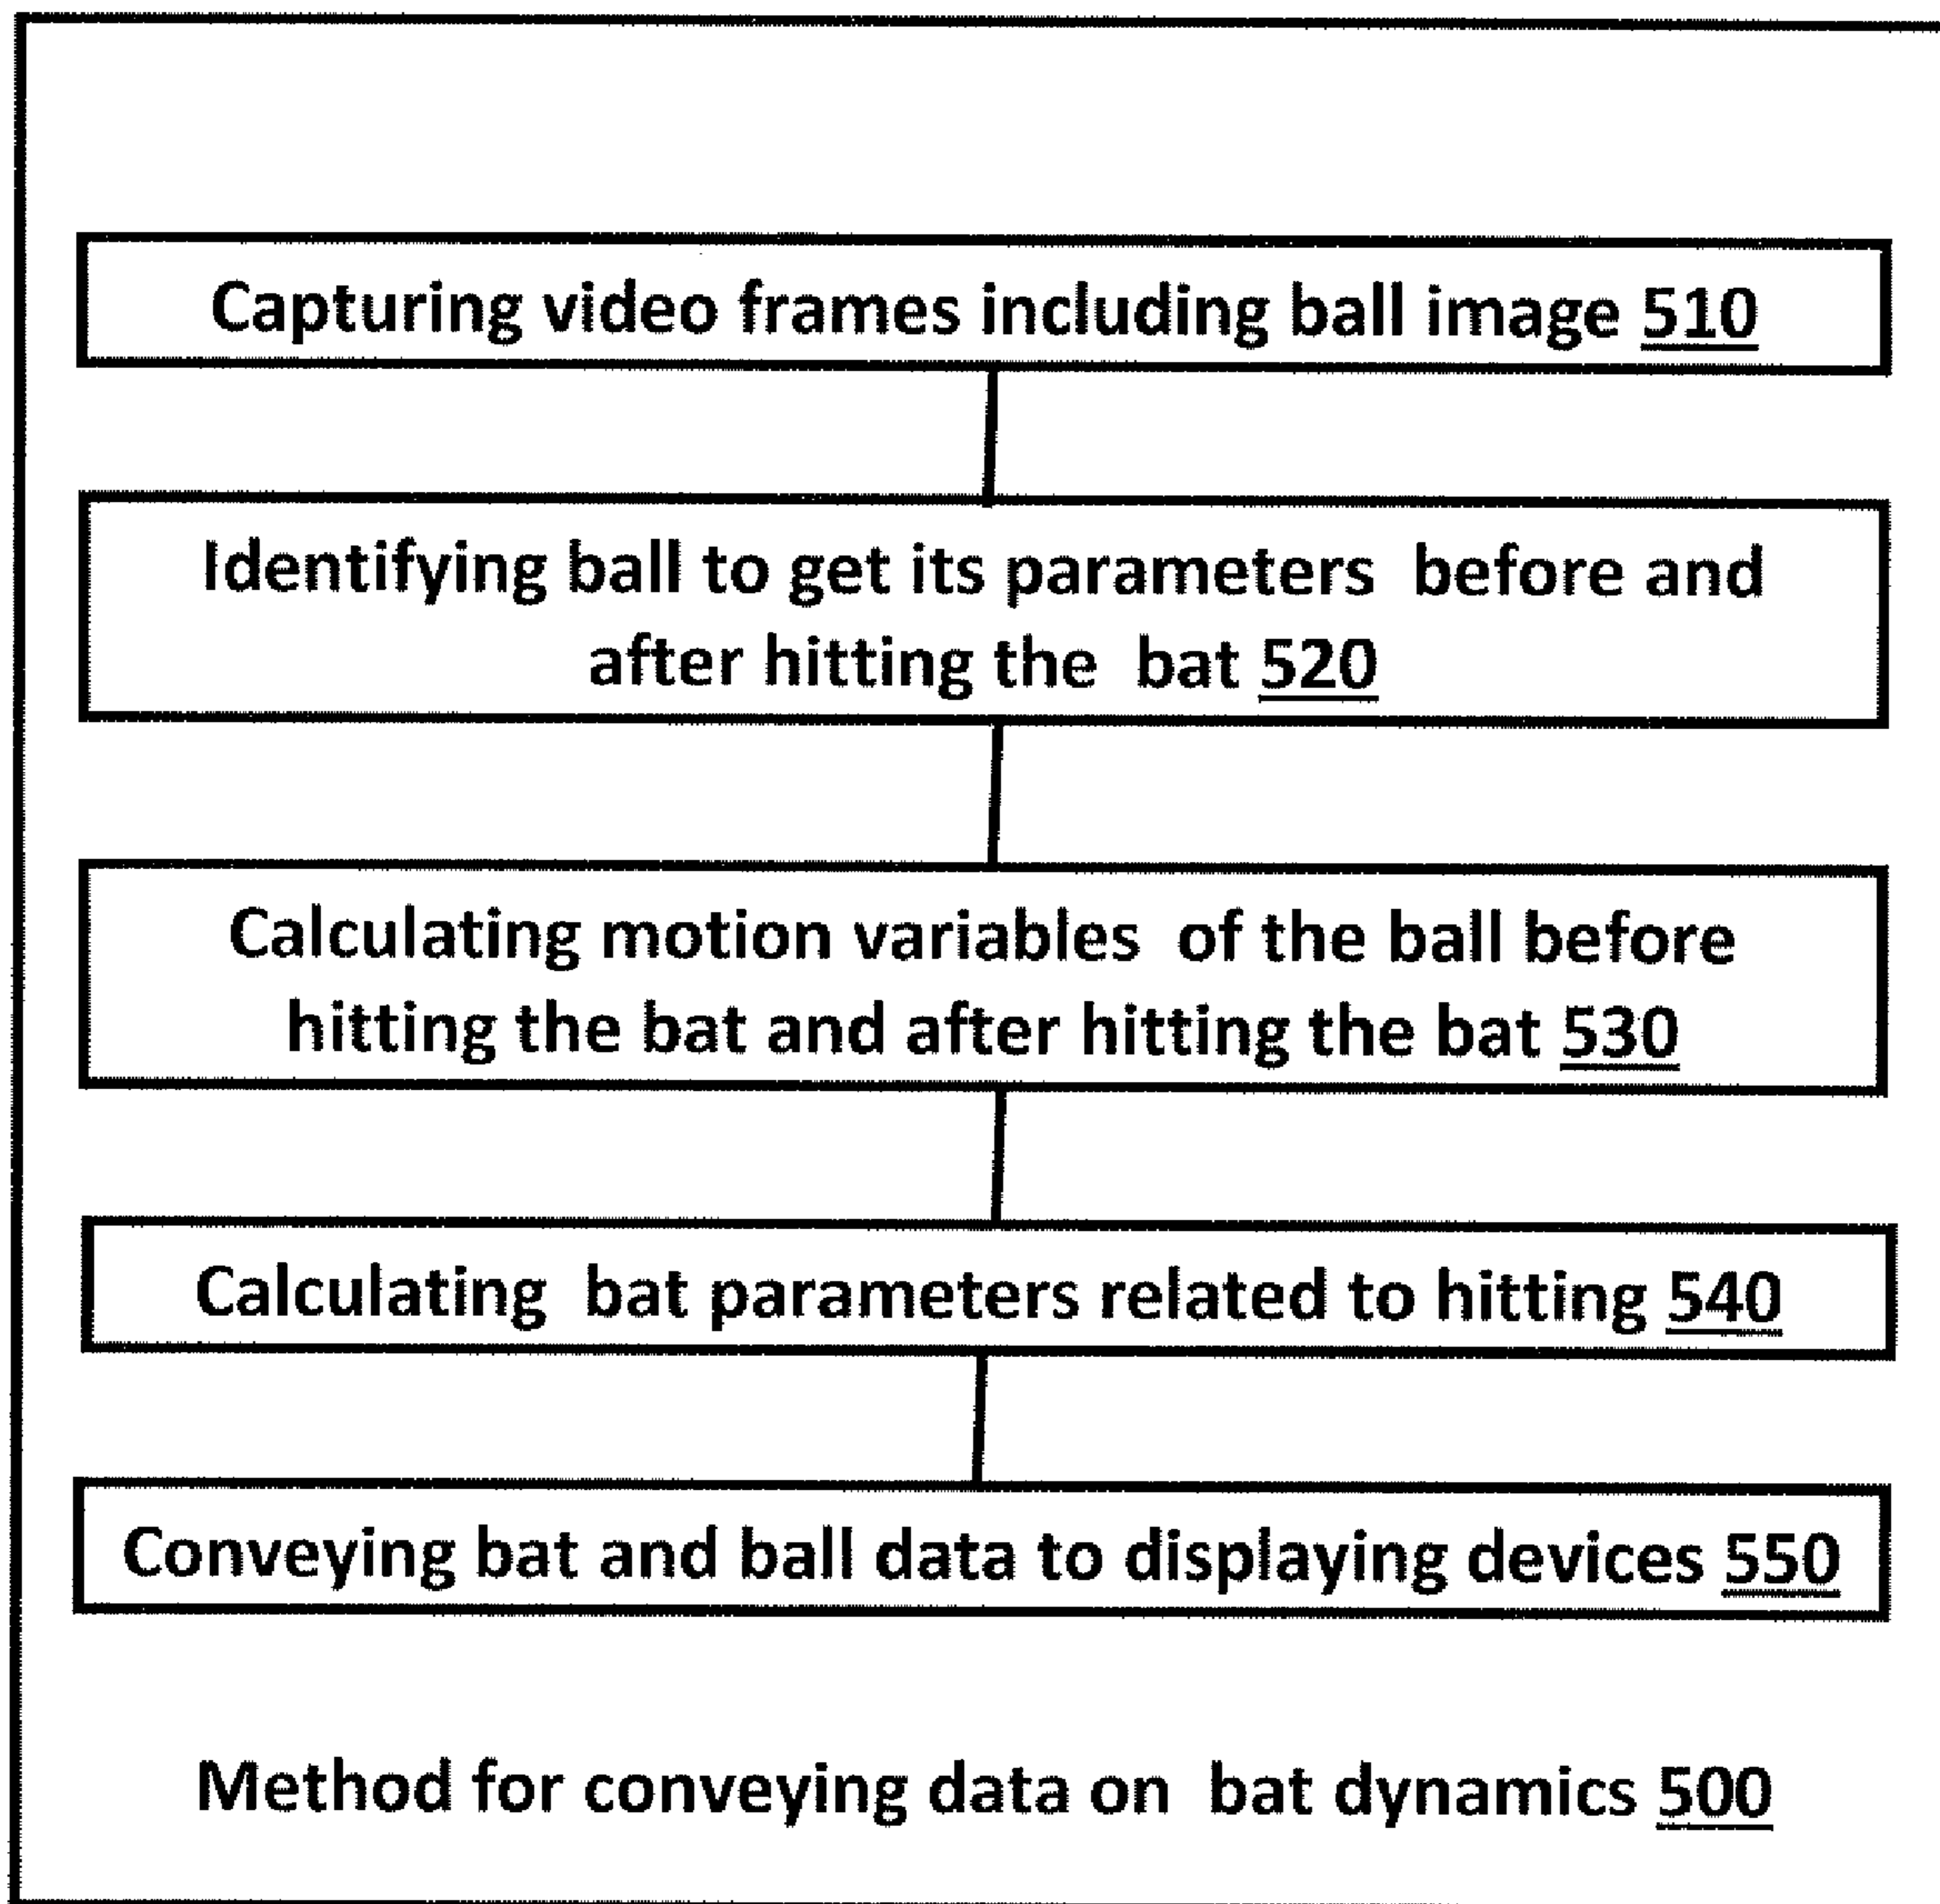 Capturing video frames including ball image 510
Identifying ball to get its parameters before and
after hitting the bat 520
Calculating motion variables of the ball before
hitting the bat and after hitting the bat 530
Calculating bat parameters related to hitting 540
Conveying bat and ball data to displaying devices 550
Method for conveying data on bat dynamics 500